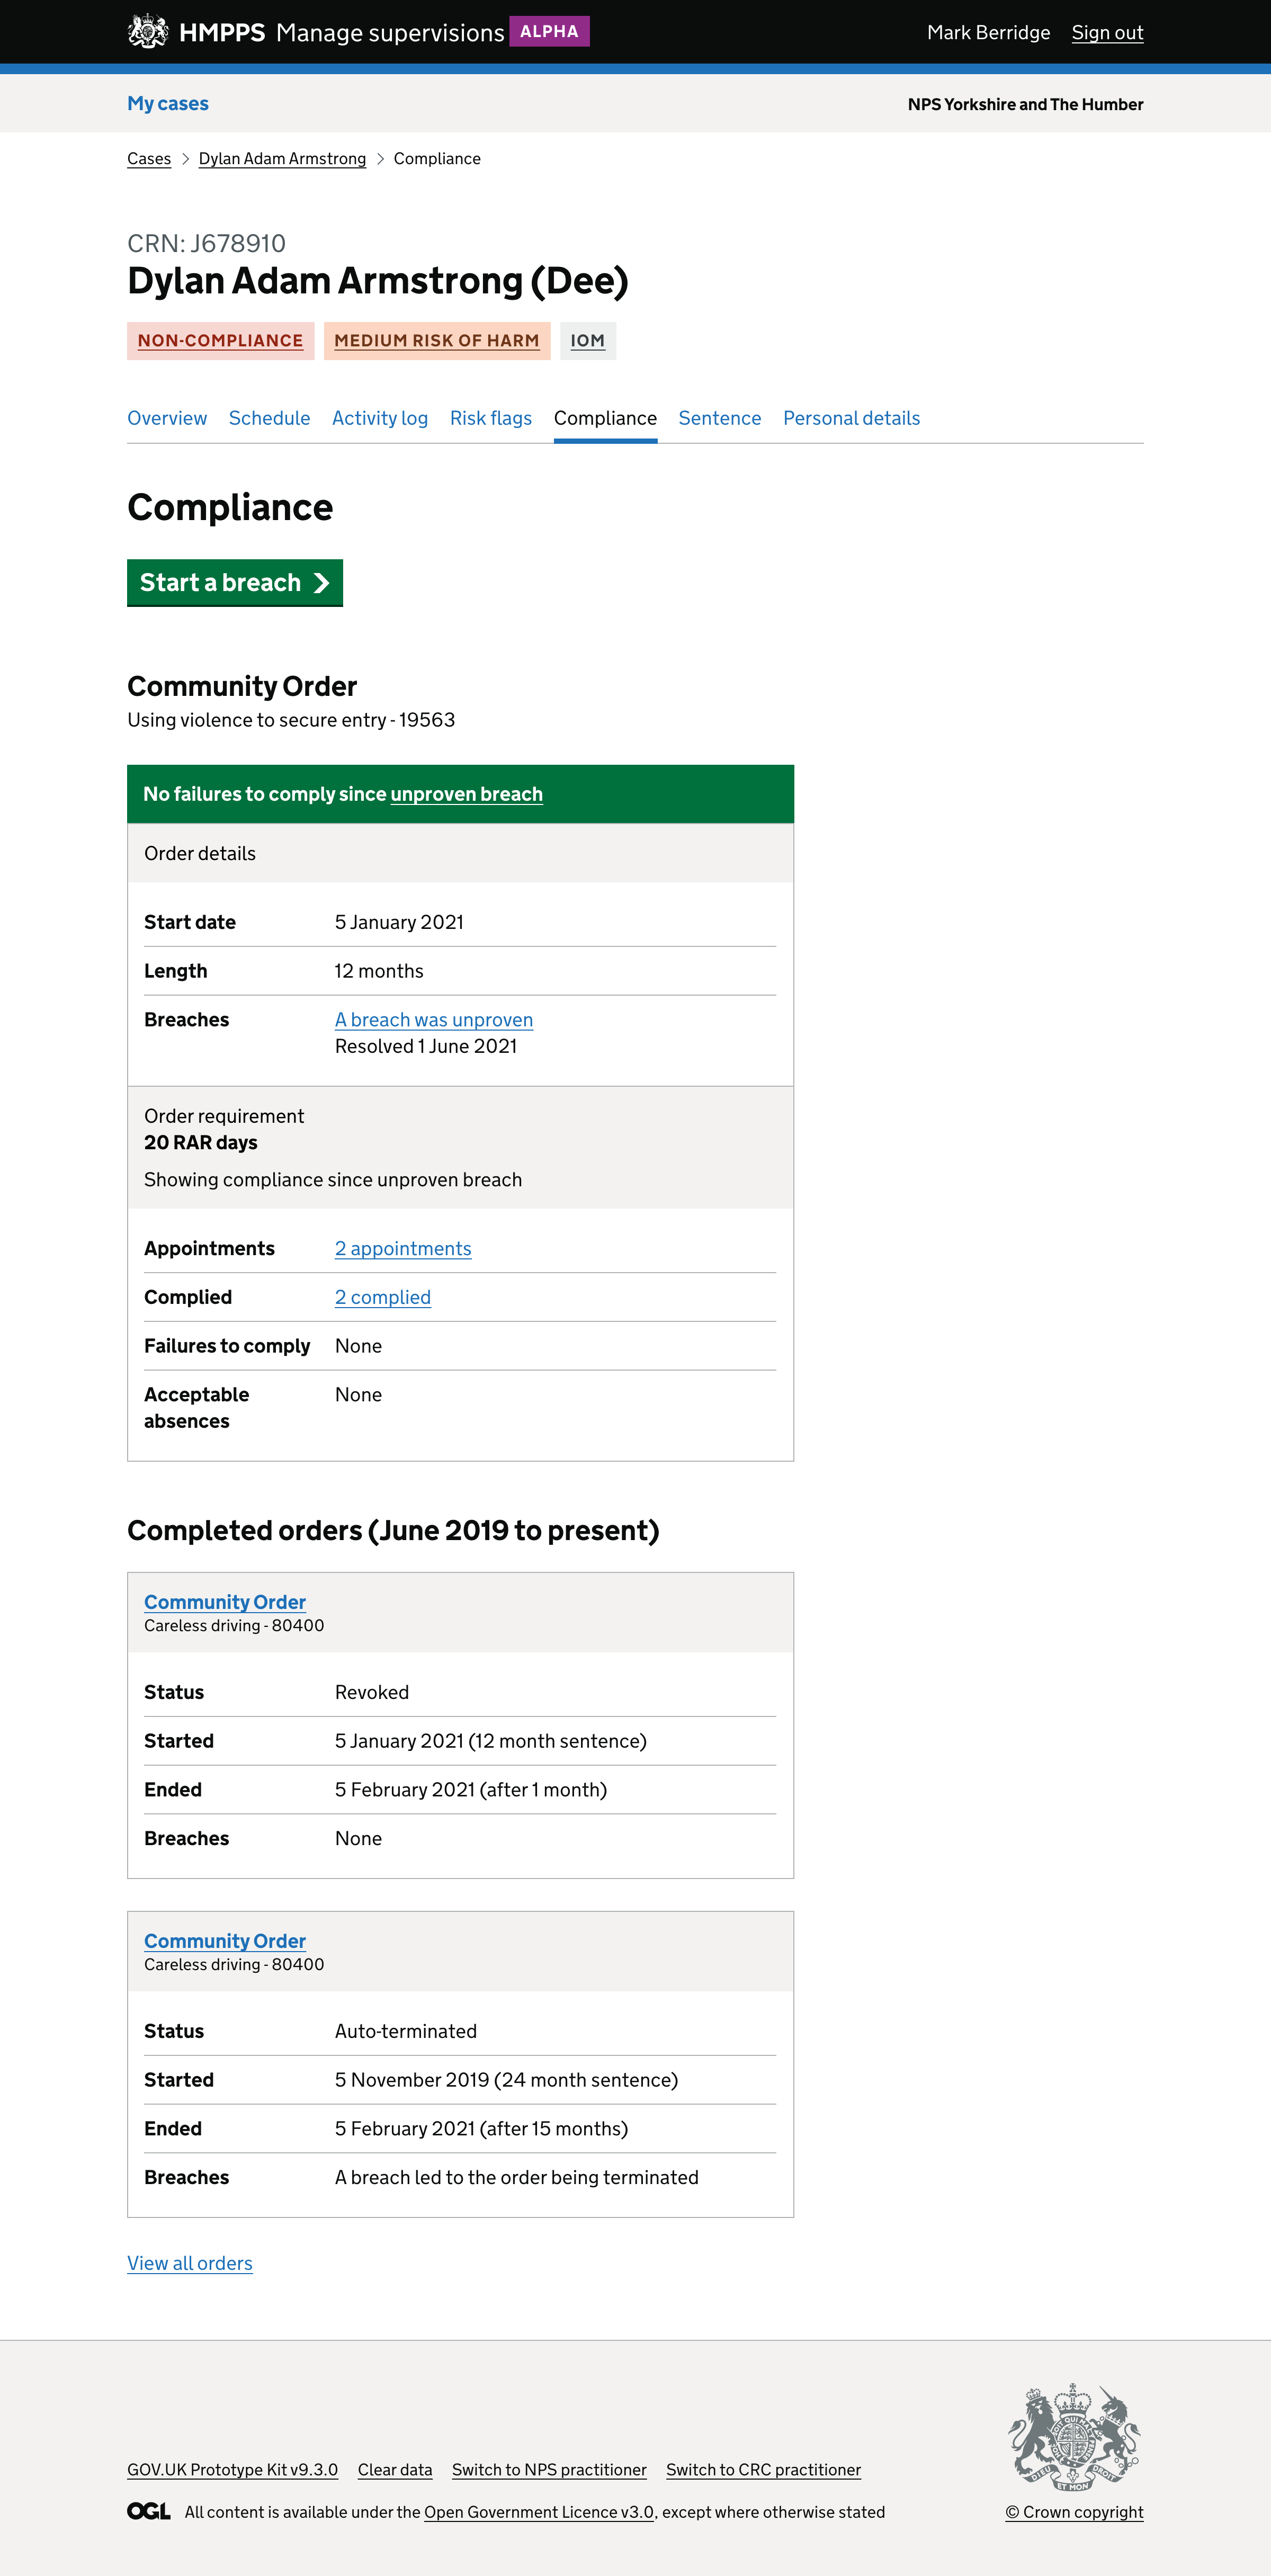 HMPPS Manage supervisions ALPHA
Mark Berridge Sign out
My cases
NPS Yorkshire and The Humber
Cases Dylan Adam Armstrong Compliance
CRN: J678910
Dylan Adam Armstrong (Dee)
NON-COMPLIANCE MEDIUM RISK OF HARM IOM
Overview Schedule Activity log Risk flags Compliance Sentence Personal details
Compliance
Start a breach
Community Order
Using violence to secure entry - 19563
No failures to comply since unproven breach
Order details
Start date 5 January 2021
Length 12 months
Breaches A breach was unproven
Resolved 1 June 2021
Order requirement
20 RAR days
Showing compliance since unproven breach
Appointments 2 appointments
Complied 2 complied
Failures to comply None
Acceptable absences None
Completed orders (June 2019 to present)
Community Order
Careless driving - 80400
Status Revoked
Started 5 January 2021 (12 month sentence)
Ended 5 February 2021 (after 1 month)
Breaches None
Community Order
Careless driving - 80400
Status Auto-terminated
Started 5 November 2019 (24 month sentence)
Ended 5 February 2021 (after 15 months)
Breaches A breach led to the order being terminated
View all orders
GOV.UK Prototype Kit v9.3.0 Clear data Switch to NPS practitioner Switch to CRC practitioner
OGL All content is available under the Open Government Licence v3.0, except where otherwise stated
© Crown copyright